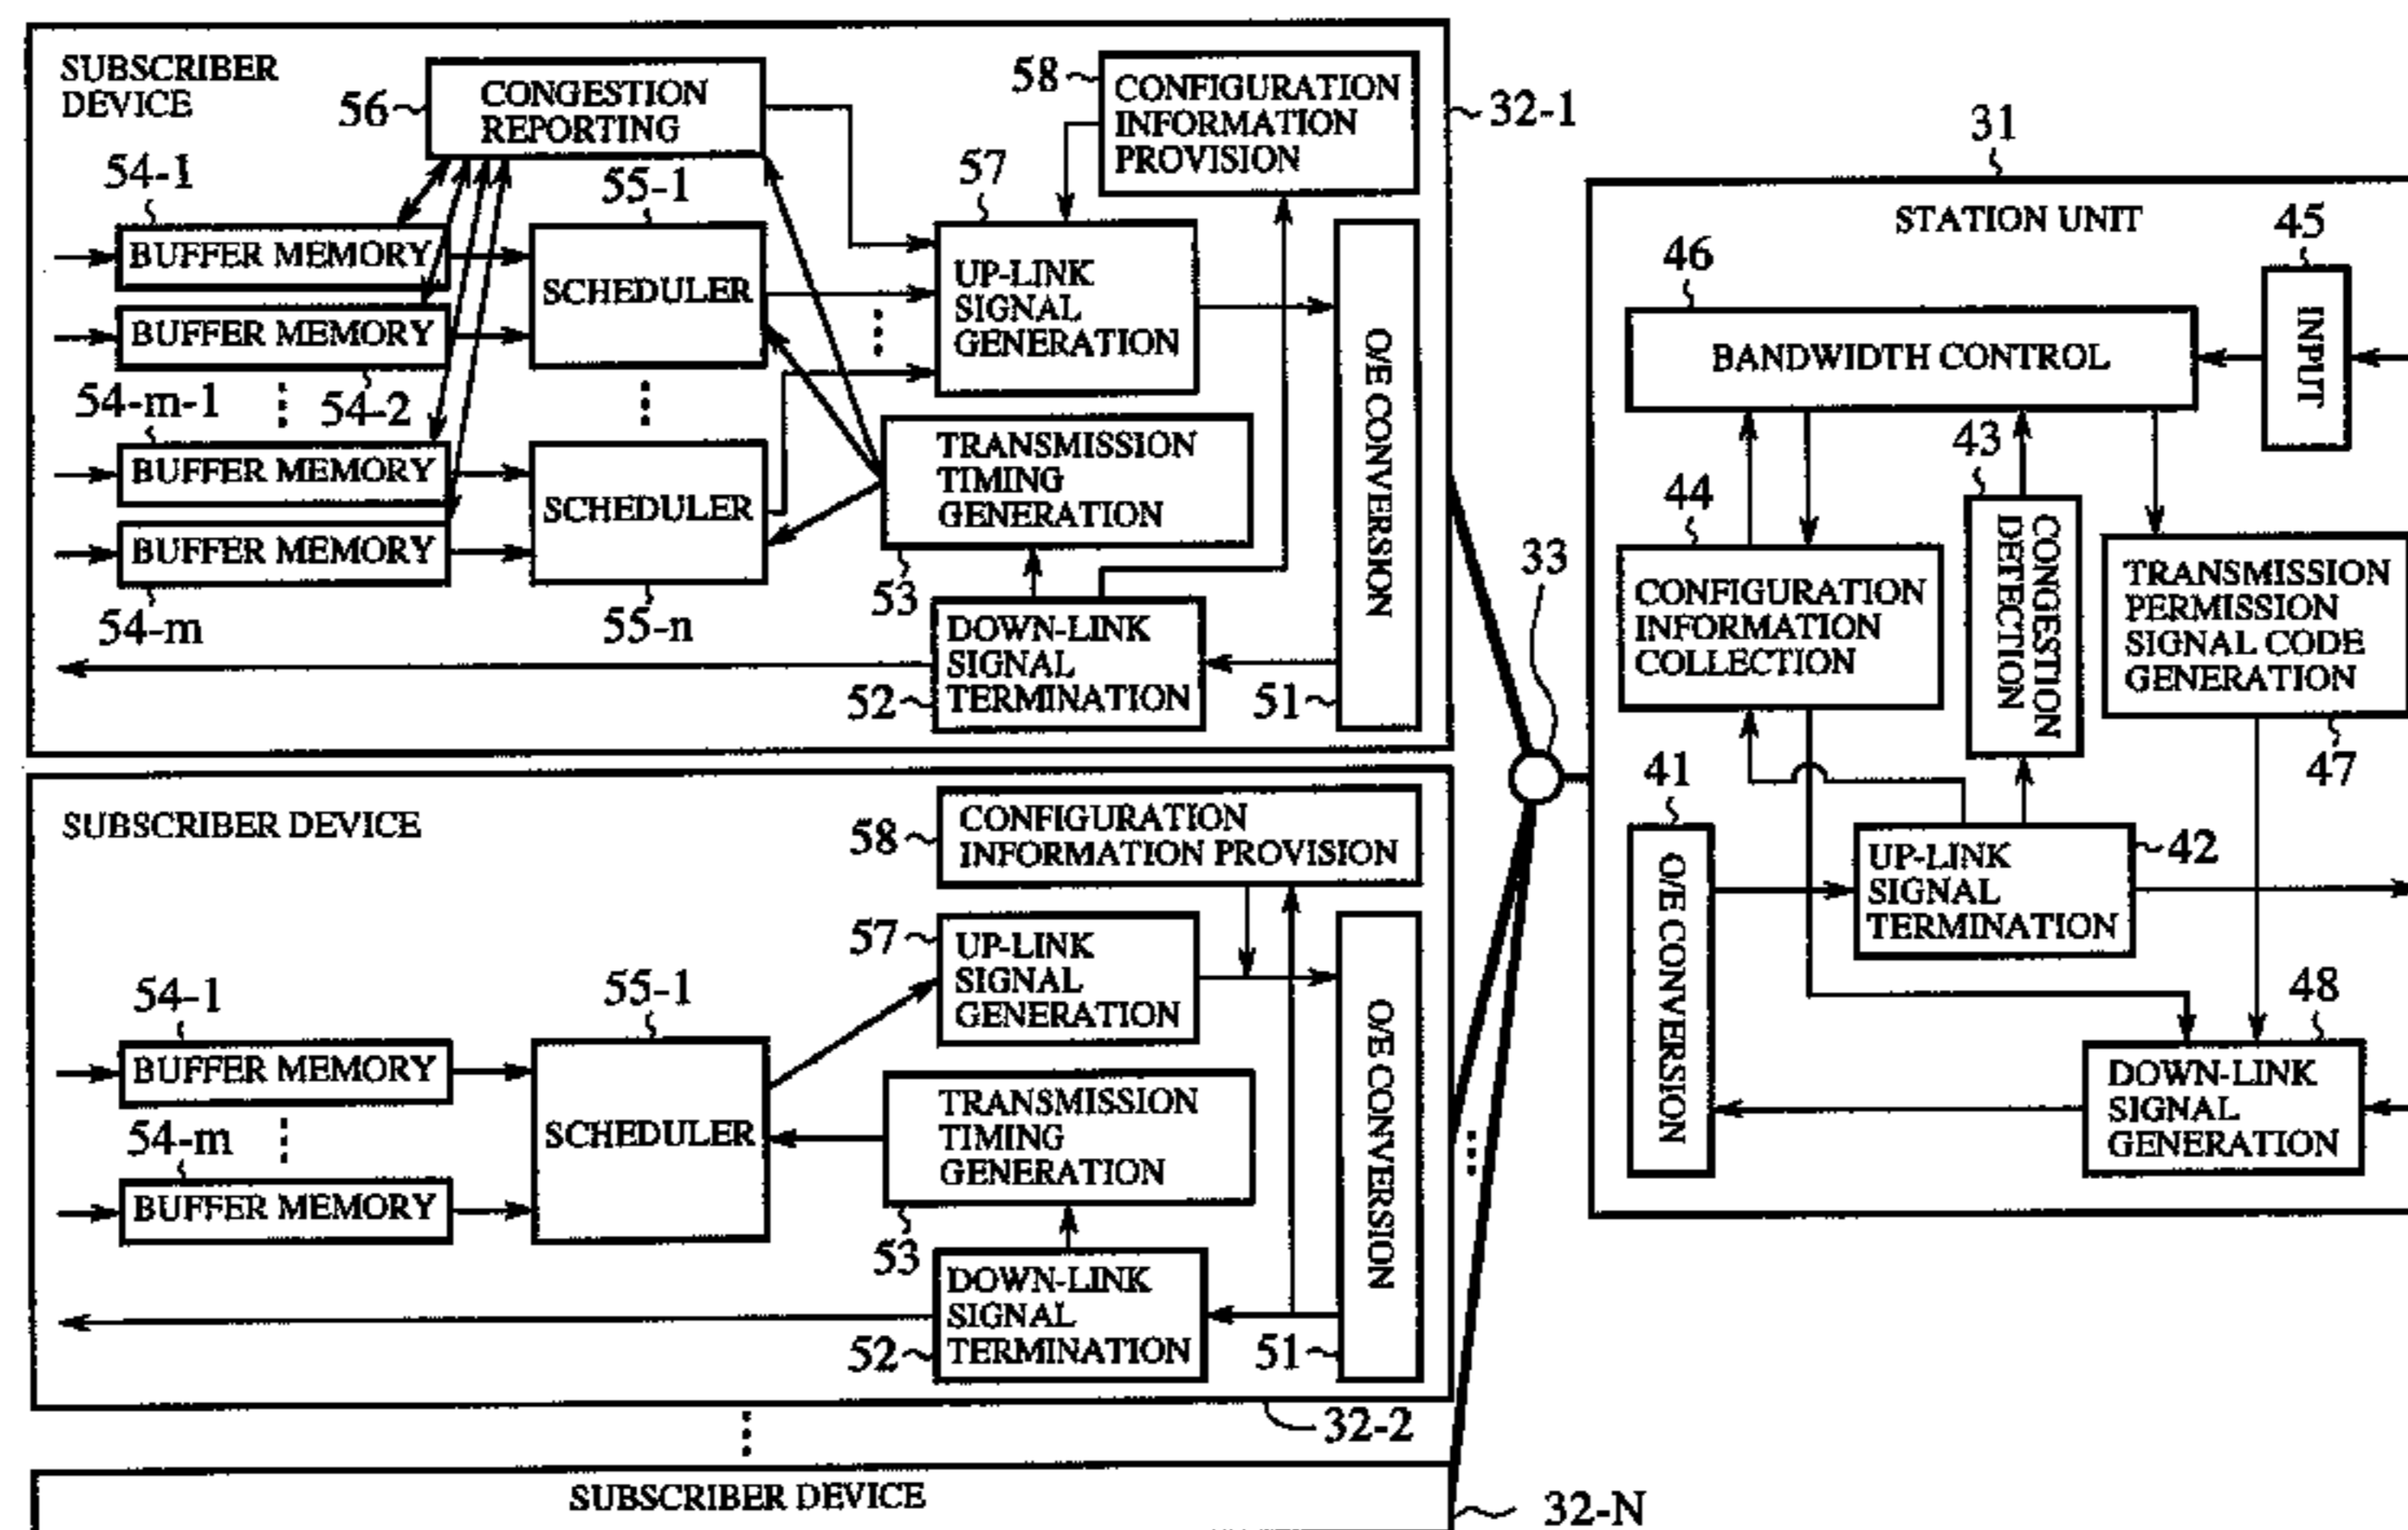 SUBSCRIBER
DEVICE
56
CONGESTION
REPORTING
58
CONFIGURATION
INFORMATION
PROVISION
32-1
54-1
BUFFER MEMORY
55-1
SCHEDULER
57
UP-LINK
SIGNAL
GENERATION
O/E CONVERSION
BUFFER MEMORY
54-2
54-m-1
BUFFER MEMORY
SCHEDULER
TRANSMISSION
TIMING
GENERATION
53
BUFFER MEMORY
54-m
55-n
DOWN-LINK
SIGNAL
TERMINATION
52
51
33
31
STATION UNIT
45
INPUT
46
BANDWIDTH CONTROL
43
CONGESTION
DETECTION
44
CONFIGURATION
INFORMATION
COLLECTION
TRANSMISSION
PERMISSION
SIGNAL CODE
GENERATION
47
41
O/E CONVERSION
UP-LINK
SIGNAL
TERMINATION
42
48
DOWN-LINK
SIGNAL
GENERATION
SUBSCRIBER DEVICE
58
CONFIGURATION
INFORMATION PROVISION
57
UP-LINK
SIGNAL
GENERATION
O/E CONVERSION
54-1
BUFFER MEMORY
55-1
SCHEDULER
TRANSMISSION
TIMING
GENERATION
53
54-m
BUFFER MEMORY
DOWN-LINK
SIGNAL
TERMINATION
52
51
32-2
SUBSCRIBER DEVICE
32-N